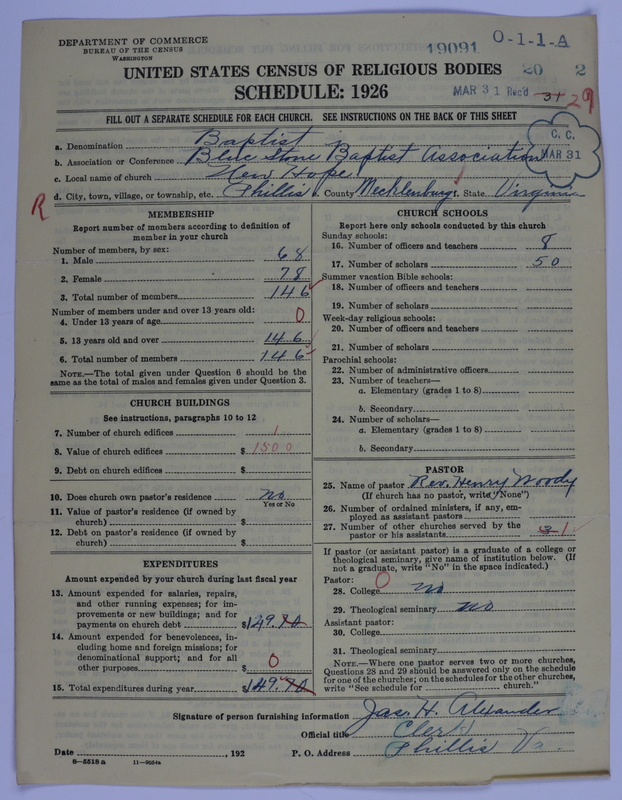 DEPARTMENT OF COMMERCE
BUREAU OF THE CENSUS
WASHINGTON
19091
O-1-1-A
20 2
UNITED STATES CENSUS OF RELIGIOUS BODIES
SCHEDULE: 1926
MAR 31 Rec'd
31 29
FILL OUT A SEPARATE SCHEDULE FOR EACH CHURCH. SEE INSTRUCTIONS ON THE BACK OF THIS SHEET
C. C.
MAR 31
a. Denomination Baptist
b. Association or Conference Blue Stone Baptist Association
c. Local name of church New Hope
d. City, town, village, or township, etc. Phillis e. County Mecklenburg f. State Virginia
R
MEMBERSHIP
Report number of members according to definition of
member in your church
Number of members, by sex:
1. Male 68
2. Female 78
3. Total number of members 146
Number of members under and over 13 years old:
4. Under 13 years of age 0
5. 13 years old and over 146
6. Total number of members 146
NOTE.—The total given under Question 6 should be
same as the total of males and females given under Question 3.
CHURCH BUILDINGS
See instructions, paragraphs 10 to 12
7. Number of church edifices 1
8. Value of church edifices $1500
9. Debt on church edifices $
10. Does church own pastor's residence no
Yes or No
11. Value of pastor's residence (if owned by
church) $
12. Debt on pastor's residence (if owned by
church) $
EXPENDITURES
Amount expended by your church during last fiscal year
13. Amount expended for salaries, repairs,
and other running expenses; for im-
provements or new buildings; and for
payments on church debt $149.70
14. Amount expended for benevolences, in-
cluding home and foreign missions; for
denominational support; and for all
other purposes $ 0
15. Total expenditures during year $149.70
CHURCH SCHOOLS
Report here only schools conducted by this church
Sunday schools:
16. Number of officers and teachers 8
17. Number of scholars 50
Summer vacation Bible schools:
18. Number of officers and teachers
19. Number of scholars
Week-day religious schools:
20. Number of officers and teachers
21. Number of scholars
Parochial schools:
22. Number of administrative officers
23. Number of teachers—
a. Elementary (grades 1 to 8)
b. Secondary
24. Number of scholars—
a. Elementary (grades 1 to 8)
b. Secondary
PASTOR
25. Name of pastor Rev. Henry Woody
(If church has no pastor, write "None")
26. Number of ordained ministers, if any, em-
ployed as assistant pastors
27. Number of other churches served by the
pastor or his assistants 3 1
If pastor (or assistant pastor) is a graduate of a college or
theological seminary, give name of institution below. (If
not a graduate, write "No" in the space indicated.)
Pastor:
28. College 0 no
29. Theological seminary no
Assistant pastor:
30. College
31. Theological seminary
NOTE.—Where one pastor serves two or more churches,
Questions 28 and 29 should be answered only on the schedule
for one of the churches; on the schedules for the other churches,
write "See schedule for church."
Signature of person furnishing information Jas. H. Alexander
Official title Clerk
Date , 192 P. O. Address Phillis Va.
8—5518 a 11—9054a